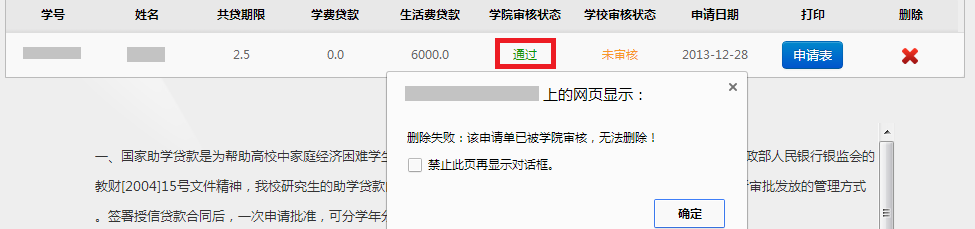 学号 姓名 共贷期限 学费贷款 生活费贷款 学院审核状态 学校审核状态 申请日期 打印 删除
2.5 0.0 6000.0 通过 未审核 2013-12-28 申请表
上的网页显示：
删除失败：该申请单已被学院审核，无法删除！
禁止此页再显示对话框。
确定
一、国家助学贷款是为帮助高校中家庭经济困难学生 政部人民银行银监会的
教财[2004]15号文件精神，我校研究生的助学贷款 审批发放的管理方式
。签署授信贷款合同后，一次申请批准，可分学年